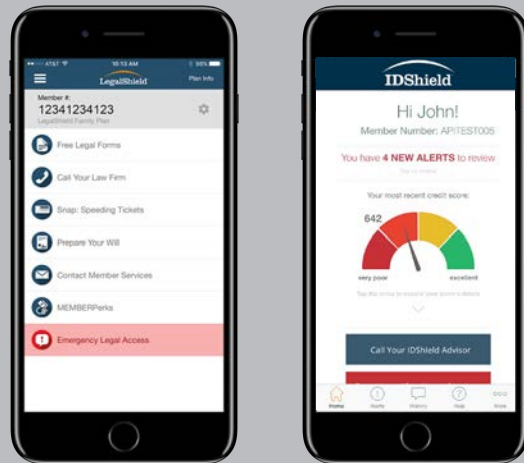 AT&T 10:13 AM 96%
LegalShield Plan Info
Member #:
12341234123
LegalShield Family Plan
Free Legal Forms
Call Your Law Firm
Snap: Speeding Tickets
Prepare Your Will
Contact Member Services
MEMBERPerks
Emergency Legal Access
IDShield
Hi John!
Member Number: APITEST005
You have 4 NEW ALERTS to review
Your most recent credit score:
642
very poor excellent
Call Your IDShield Advisor
Home Alerts History Help More